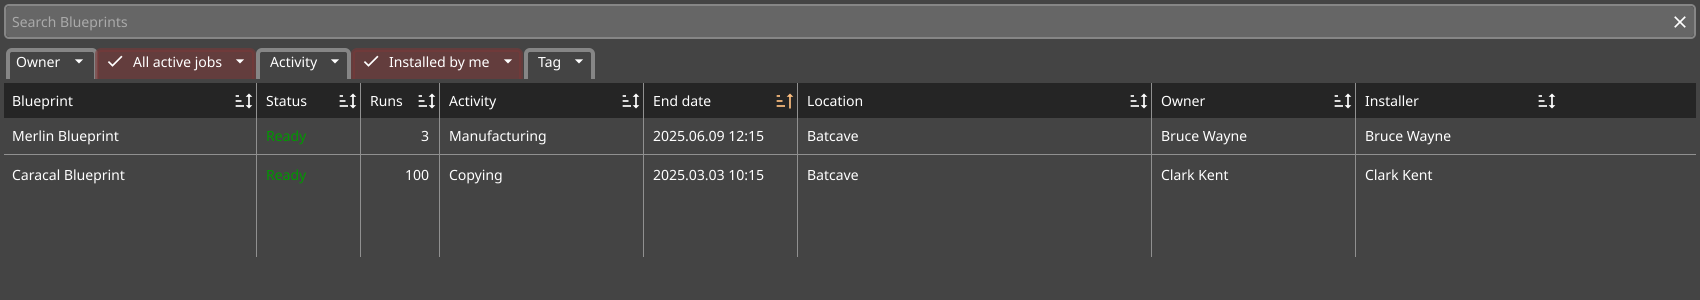 Search Blueprints
Owner All active jobs Activity Installed by me Tag
Blueprint Status Runs Activity End date Location Owner Installer
Merlin Blueprint Ready 3 Manufacturing 2025.06.09 12:15 Batcave Bruce Wayne Bruce Wayne
Caracal Blueprint Ready 100 Copying 2025.03.03 10:15 Batcave Clark Kent Clark Kent